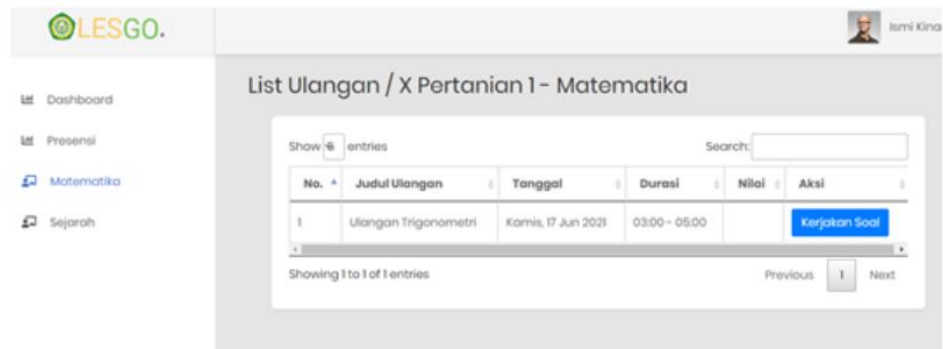 LESGO.
Ismi Kina
Dashboard
Presensi
Matematika
Sejarah
List Ulangan / X Pertanian 1 - Matematika
Show 6 entries
Search:
No. Judul Ulangan Tanggal Durasi Nilai Aksi
1 Ulangan Trigonometri Kamis, 17 Jun 2021 03:00 - 05:00 Kerjakan Soal
Showing 1 to 1 of 1 entries
Previous 1 Next